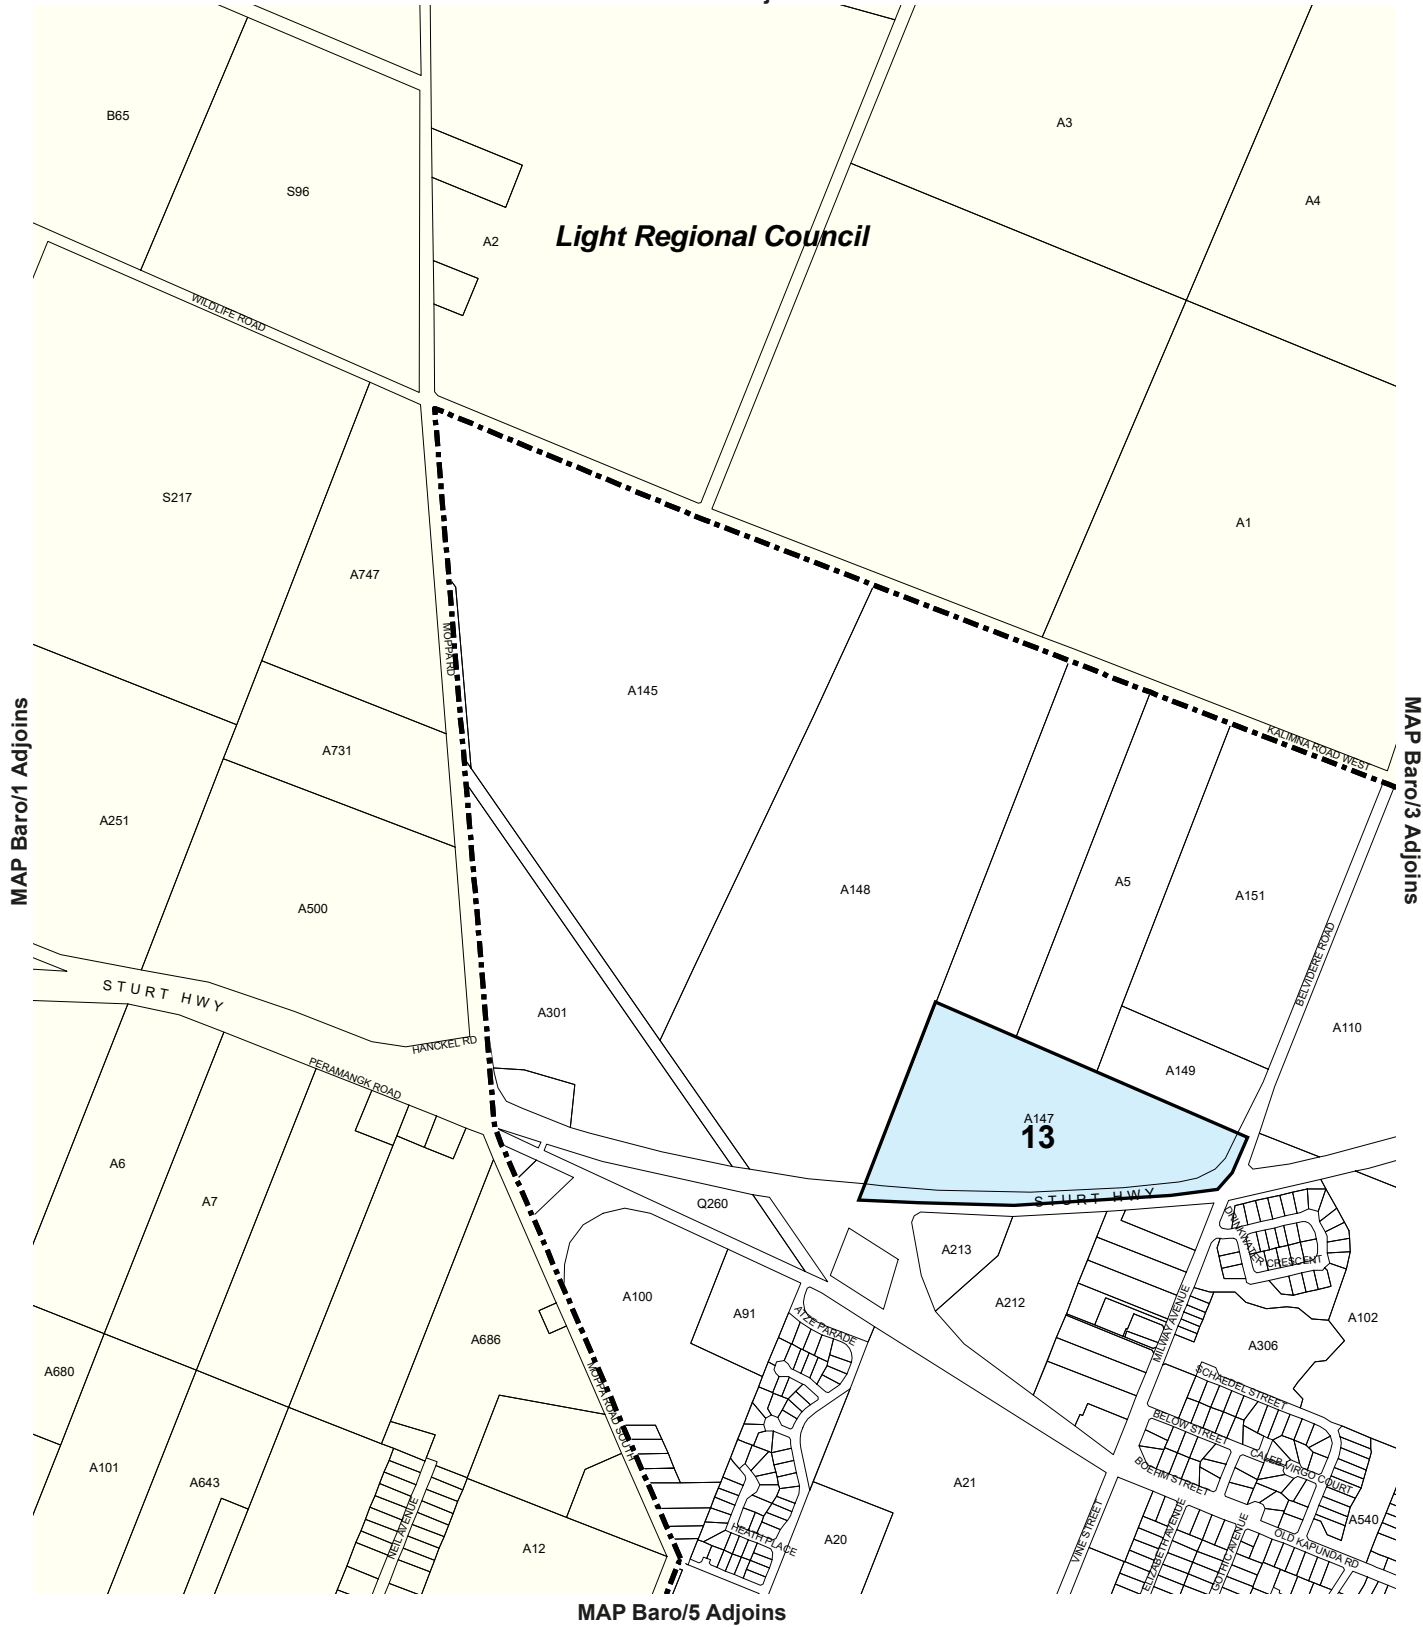 B65
A3
S96
A4
A2
Light Regional Council
WILDLIFE ROAD
S217
A1
A747
MOPPA RD
A145
KALIMNA ROAD WEST
MAP Baro/1 Adjoins
MAP Baro/3 Adjoins
A731
A251
A148
A5
A151
A500
BELVIDERE ROAD
STURT HWY
A301
A110
HANCKEL RD
PERAMANGK ROAD
A149
A147
13
A6
A7
STURT HWY
Q260
DRINKWATER CRESCENT
A213
A100
A91
A212
ATZE PARADE
MILWAY AVENUE
A102
A686
A306
A680
MOPPA ROAD SOUTH
SCHAEDEL STREET
BELOW STREET
CALEB VIRGO COURT
BOEHM STREET
A101
A643
A21
NEIL AVENUE
HEATH PLACE
A20
A12
VINE STREET
ELIZABETH AVENUE
GOTHIC AVENUE
A540
OLD KAPUNDA RD
MAP Baro/5 Adjoins